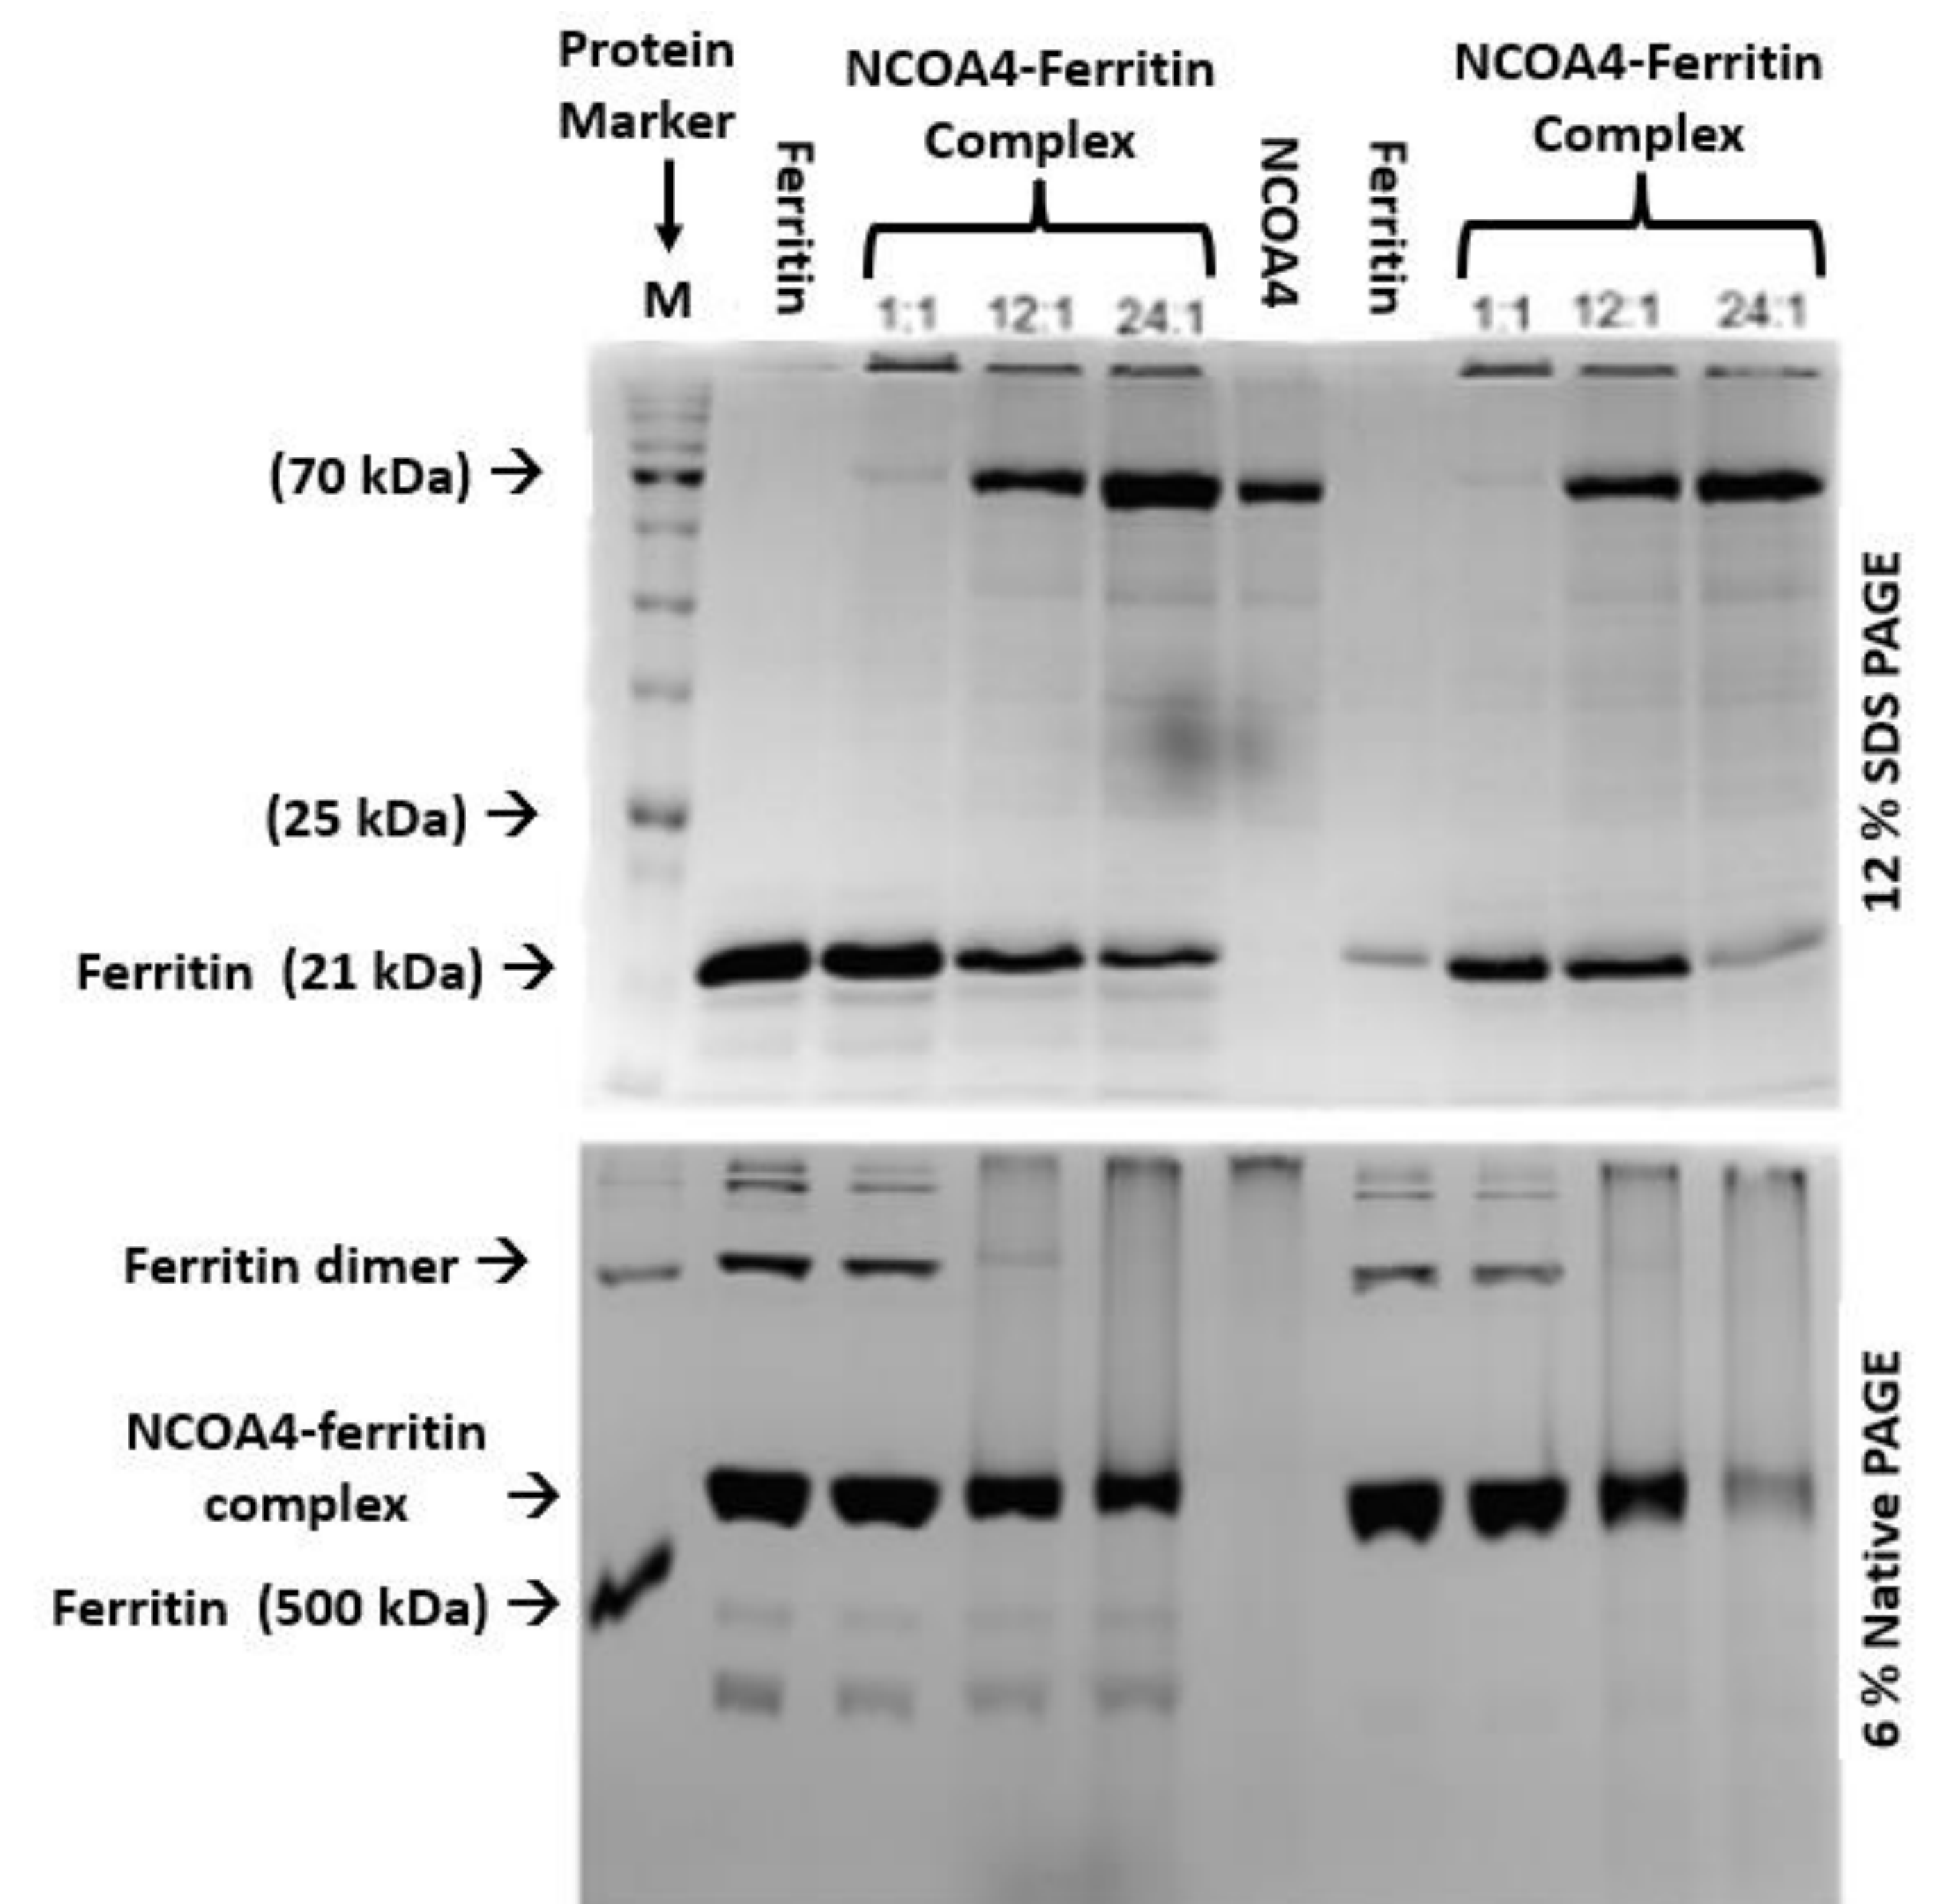 Protein
Marker
M
Ferritin
NCOA4-Ferritin
Complex
1:1 12:1 24:1
NCOA4
Ferritin
NCOA4-Ferritin
Complex
1:1 12:1 24:1
(70 kDa) →
(25 kDa) →
Ferritin (21 kDa) →
12 % SDS PAGE
Ferritin dimer →
NCOA4-ferritin
complex →
Ferritin (500 kDa) →
6 % Native PAGE